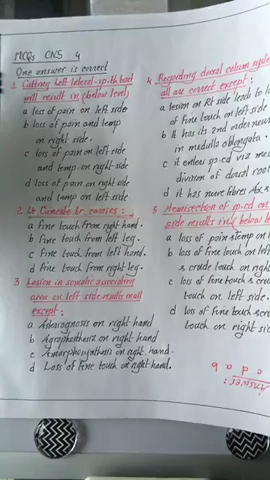 MCQs CNS 4
One answer is correct
1 Cutting left lateral sp.th tract
will result in (below level)
a loss of pain on left side
b loss of pain and temp
on right side.
c loss of pain on left side
and temp on right side
d loss of pain on right side
and temp on left side
2 Lt Cuneate tr. carries:
a Fine touch from right hand.
b Fine touch from left leg.
c Fine touch from left hand.
d Fine touch from right leg.
3 Lesion in somatic association
area on left side results in all
except:
a Astereognosis on right hand
b Agraphesthesia on right hand
c Amorphosynthesis on right hand.
d Loss of Fine touch on right hand.
4 Regarding dorsal column system
all are correct except:
a lesion on Rt side leads to
of Fine touch on left side
b It has its 2nd order
in medulla oblongata
c it enters sp.cd via
division of dorsal root
d it has nerve fibres
5 Hemisection of sp.cd on
side results in: (below
a loss of pain & temp on
b loss of fine touch on left
& crude touch on right
c loss of fine touch &
touch on left side.
d loss of fine touch &
touch on right
Answer:
b a d c